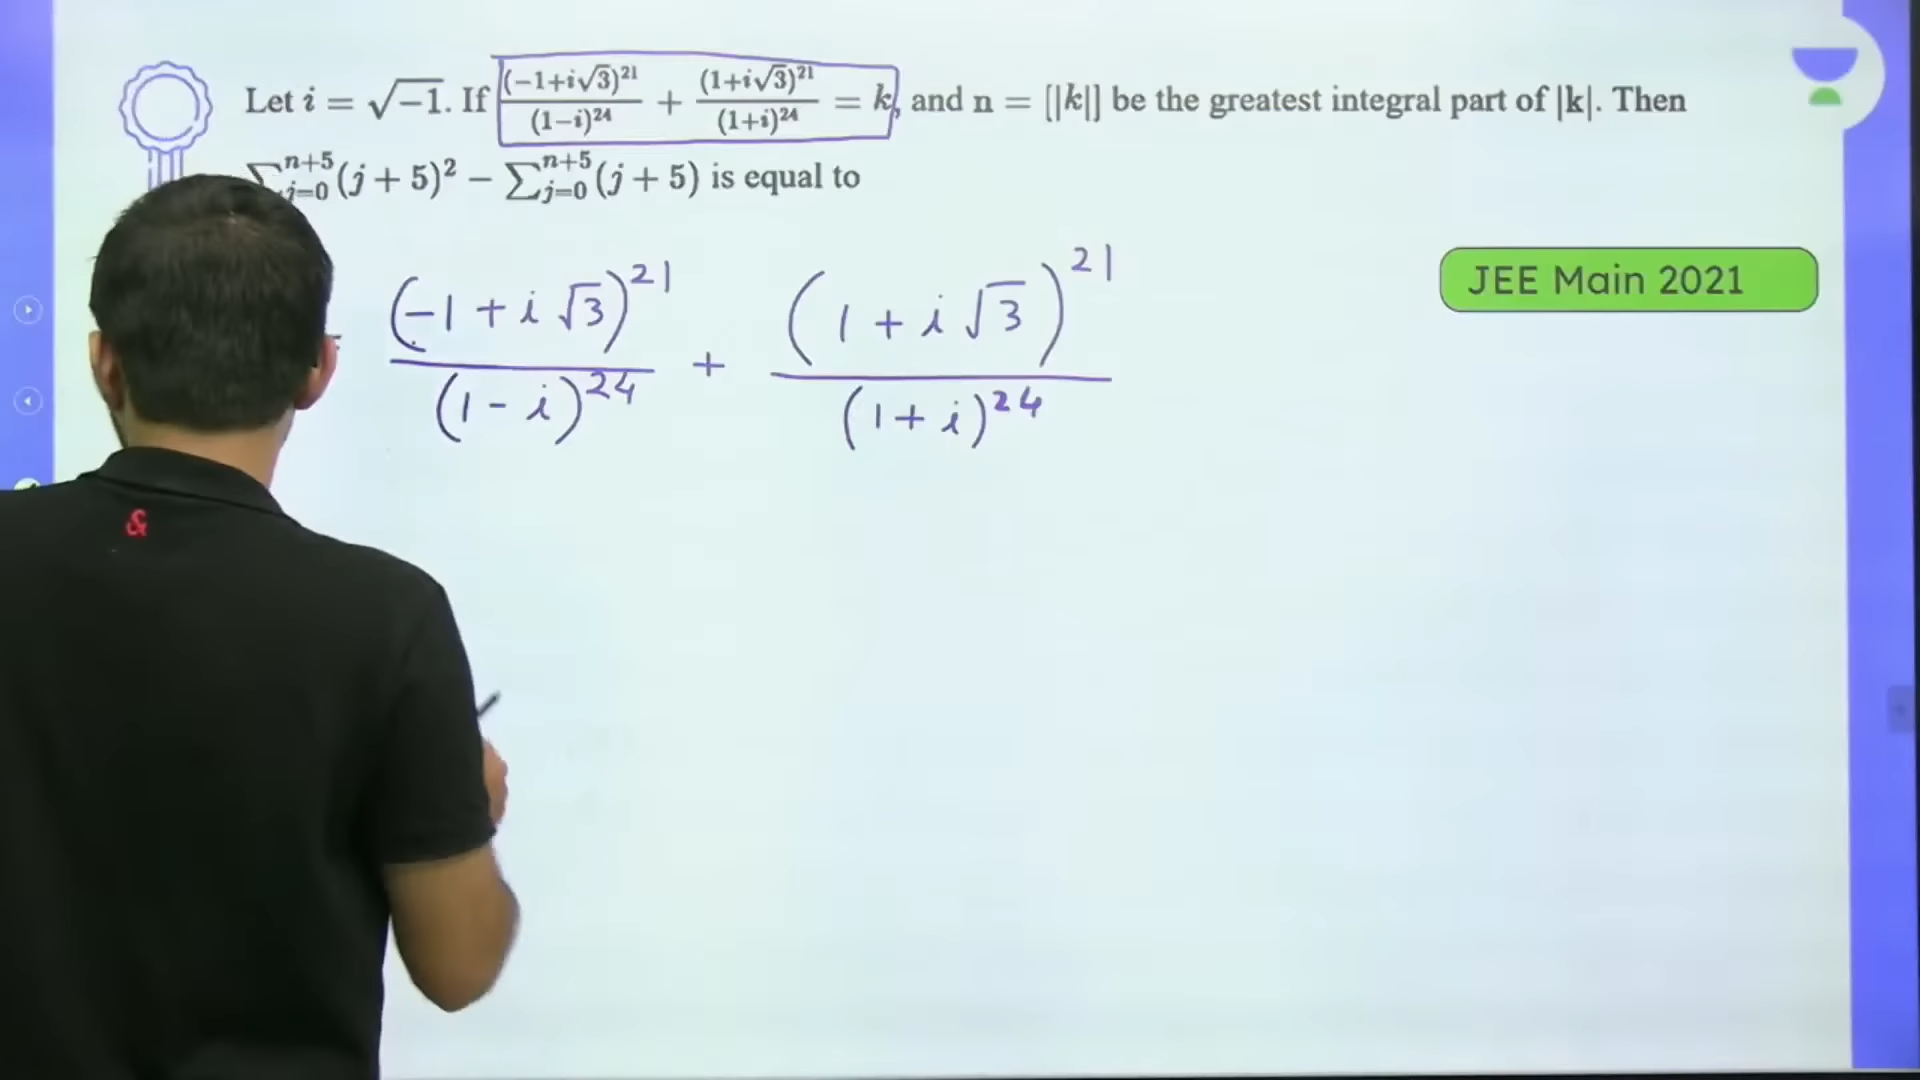 Let i = √−1. If (−1+i√3)²¹/(1−i)²⁴ + (1+i√3)²¹/(1+i)²⁴ = k, and n = [|k|] be the greatest integral part of |k|. Then
∑ⁿ⁺⁵ⱼ₌₀(j + 5)² − ∑ⁿ⁺⁵ⱼ₌₀(j + 5) is equal to
JEE Main 2021
= (−1 + i√3)²¹/(1 − i)²⁴ + (1 + i√3)²¹/(1 + i)²⁴
&